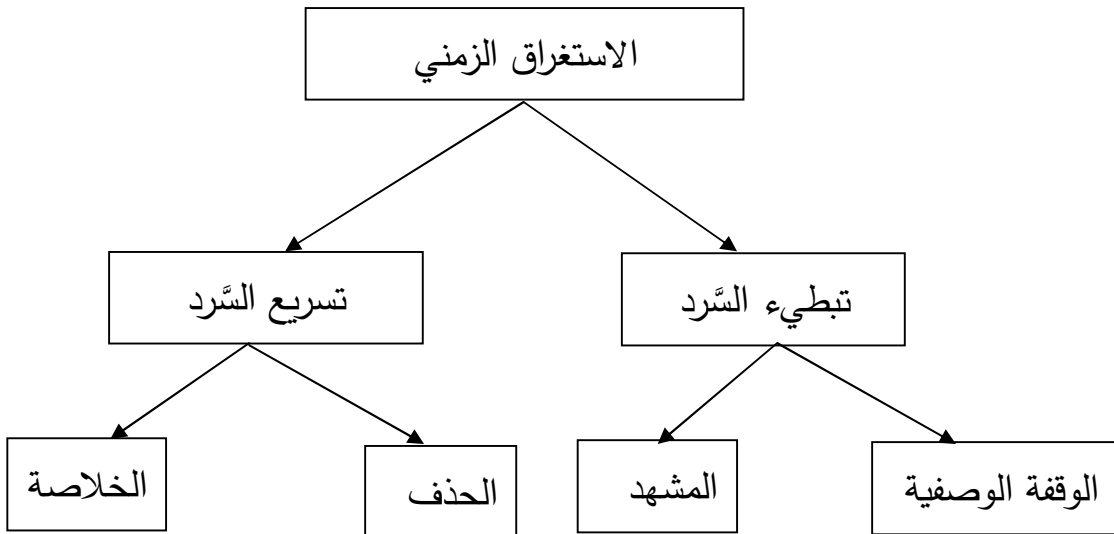 الاستغراق الزمني
تبطيء السَّرد
تسريع السَّرد
الوقفة الوصفية
المشهد
الحذف
الخلاصة